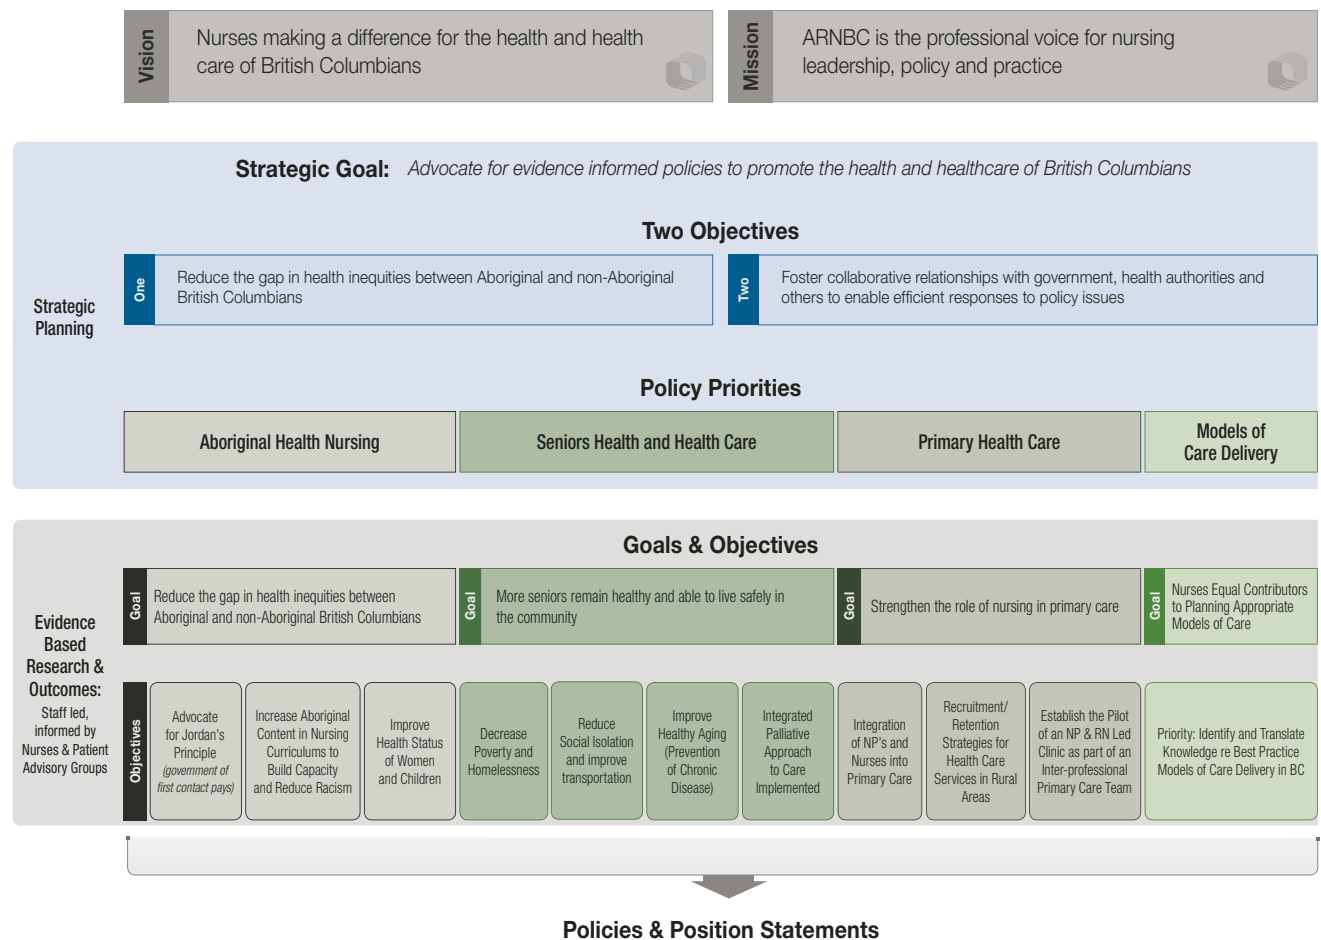 Vision
Nurses making a difference for the health and health
care of British Columbians
Mission
ARNBC is the professional voice for nursing
leadership, policy and practice
Strategic Goal: Advocate for evidence informed policies to promote the health and healthcare of British Columbians
Two Objectives
Strategic
Planning
One
Reduce the gap in health inequities between Aboriginal and non-Aboriginal
British Columbians
Two
Foster collaborative relationships with government, health authorities and
others to enable efficient responses to policy issues
Policy Priorities
Aboriginal Health Nursing
Seniors Health and Health Care
Primary Health Care
Models of
Care Delivery
Goals & Objectives
Evidence
Based
Research &
Outcomes:
Staff led,
informed by
Nurses & Patient
Advisory Groups
Goal
Reduce the gap in health inequities between
Aboriginal and non-Aboriginal British Columbians
Goal
More seniors remain healthy and able to live safely in
the community
Goal
Strengthen the role of nursing in primary care
Goal
Nurses Equal Contributors
to Planning Appropriate
Models of Care
Objectives
Advocate
for Jordan's
Principle
(government of
first contact pays)
Increase Aboriginal
Content in Nursing
Curriculums to
Build Capacity
and Reduce Racism
Improve
Health Status
of Women
and Children
Decrease
Poverty and
Homelessness
Reduce
Social Isolation
and improve
transportation
Improve
Healthy Aging
(Prevention
of Chronic
Disease)
Integrated
Palliative
Approach
to Care
Implemented
Integration
of NP's and
Nurses into
Primary Care
Recruitment/
Retention
Strategies for
Health Care
Services in Rural
Areas
Establish the Pilot
of an NP & RN Led
Clinic as part of an
Inter-professional
Primary Care Team
Priority: Identify and Translate
Knowledge re Best Practice
Models of Care Delivery in BC
Policies & Position Statements